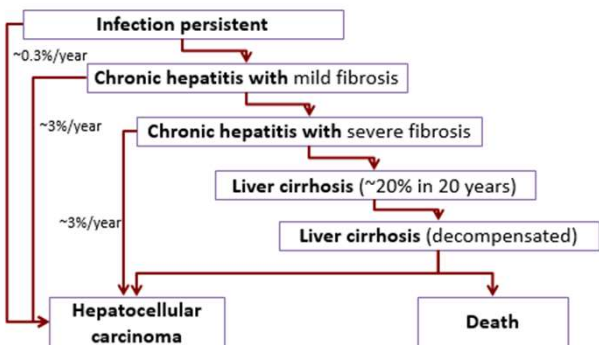 Infection persistent
~0.3%/year
Chronic hepatitis with mild fibrosis
~3%/year
Chronic hepatitis with severe fibrosis
Liver cirrhosis (~20% in 20 years)
~3%/year
Liver cirrhosis (decompensated)
Hepatocellular
carcinoma
Death